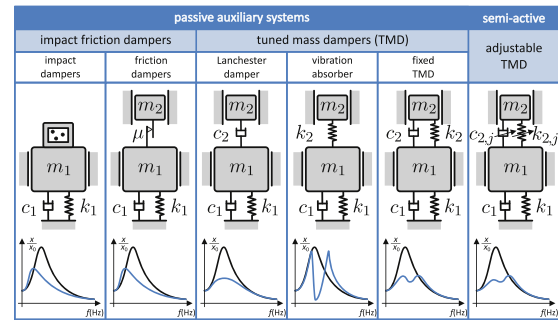 passive auxiliary systems semi-active
impact friction dampers tuned mass dampers (TMD) adjustable TMD
impact dampers friction dampers Lanchester damper vibration absorber fixed TMD
m₂ m₂ m₂ m₂ m₂
μ c₂ k₂ c₂ k₂ c₂,ⱼ k₂,ⱼ
m₁ m₁ m₁ m₁ m₁ m₁
c₁ k₁ c₁ k₁ c₁ k₁ c₁ k₁ c₁ k₁ c₁ k₁
x/x₀ x/x₀ x/x₀ x/x₀ x/x₀ x/x₀
f(Hz) f(Hz) f(Hz) f(Hz) f(Hz) f(Hz)